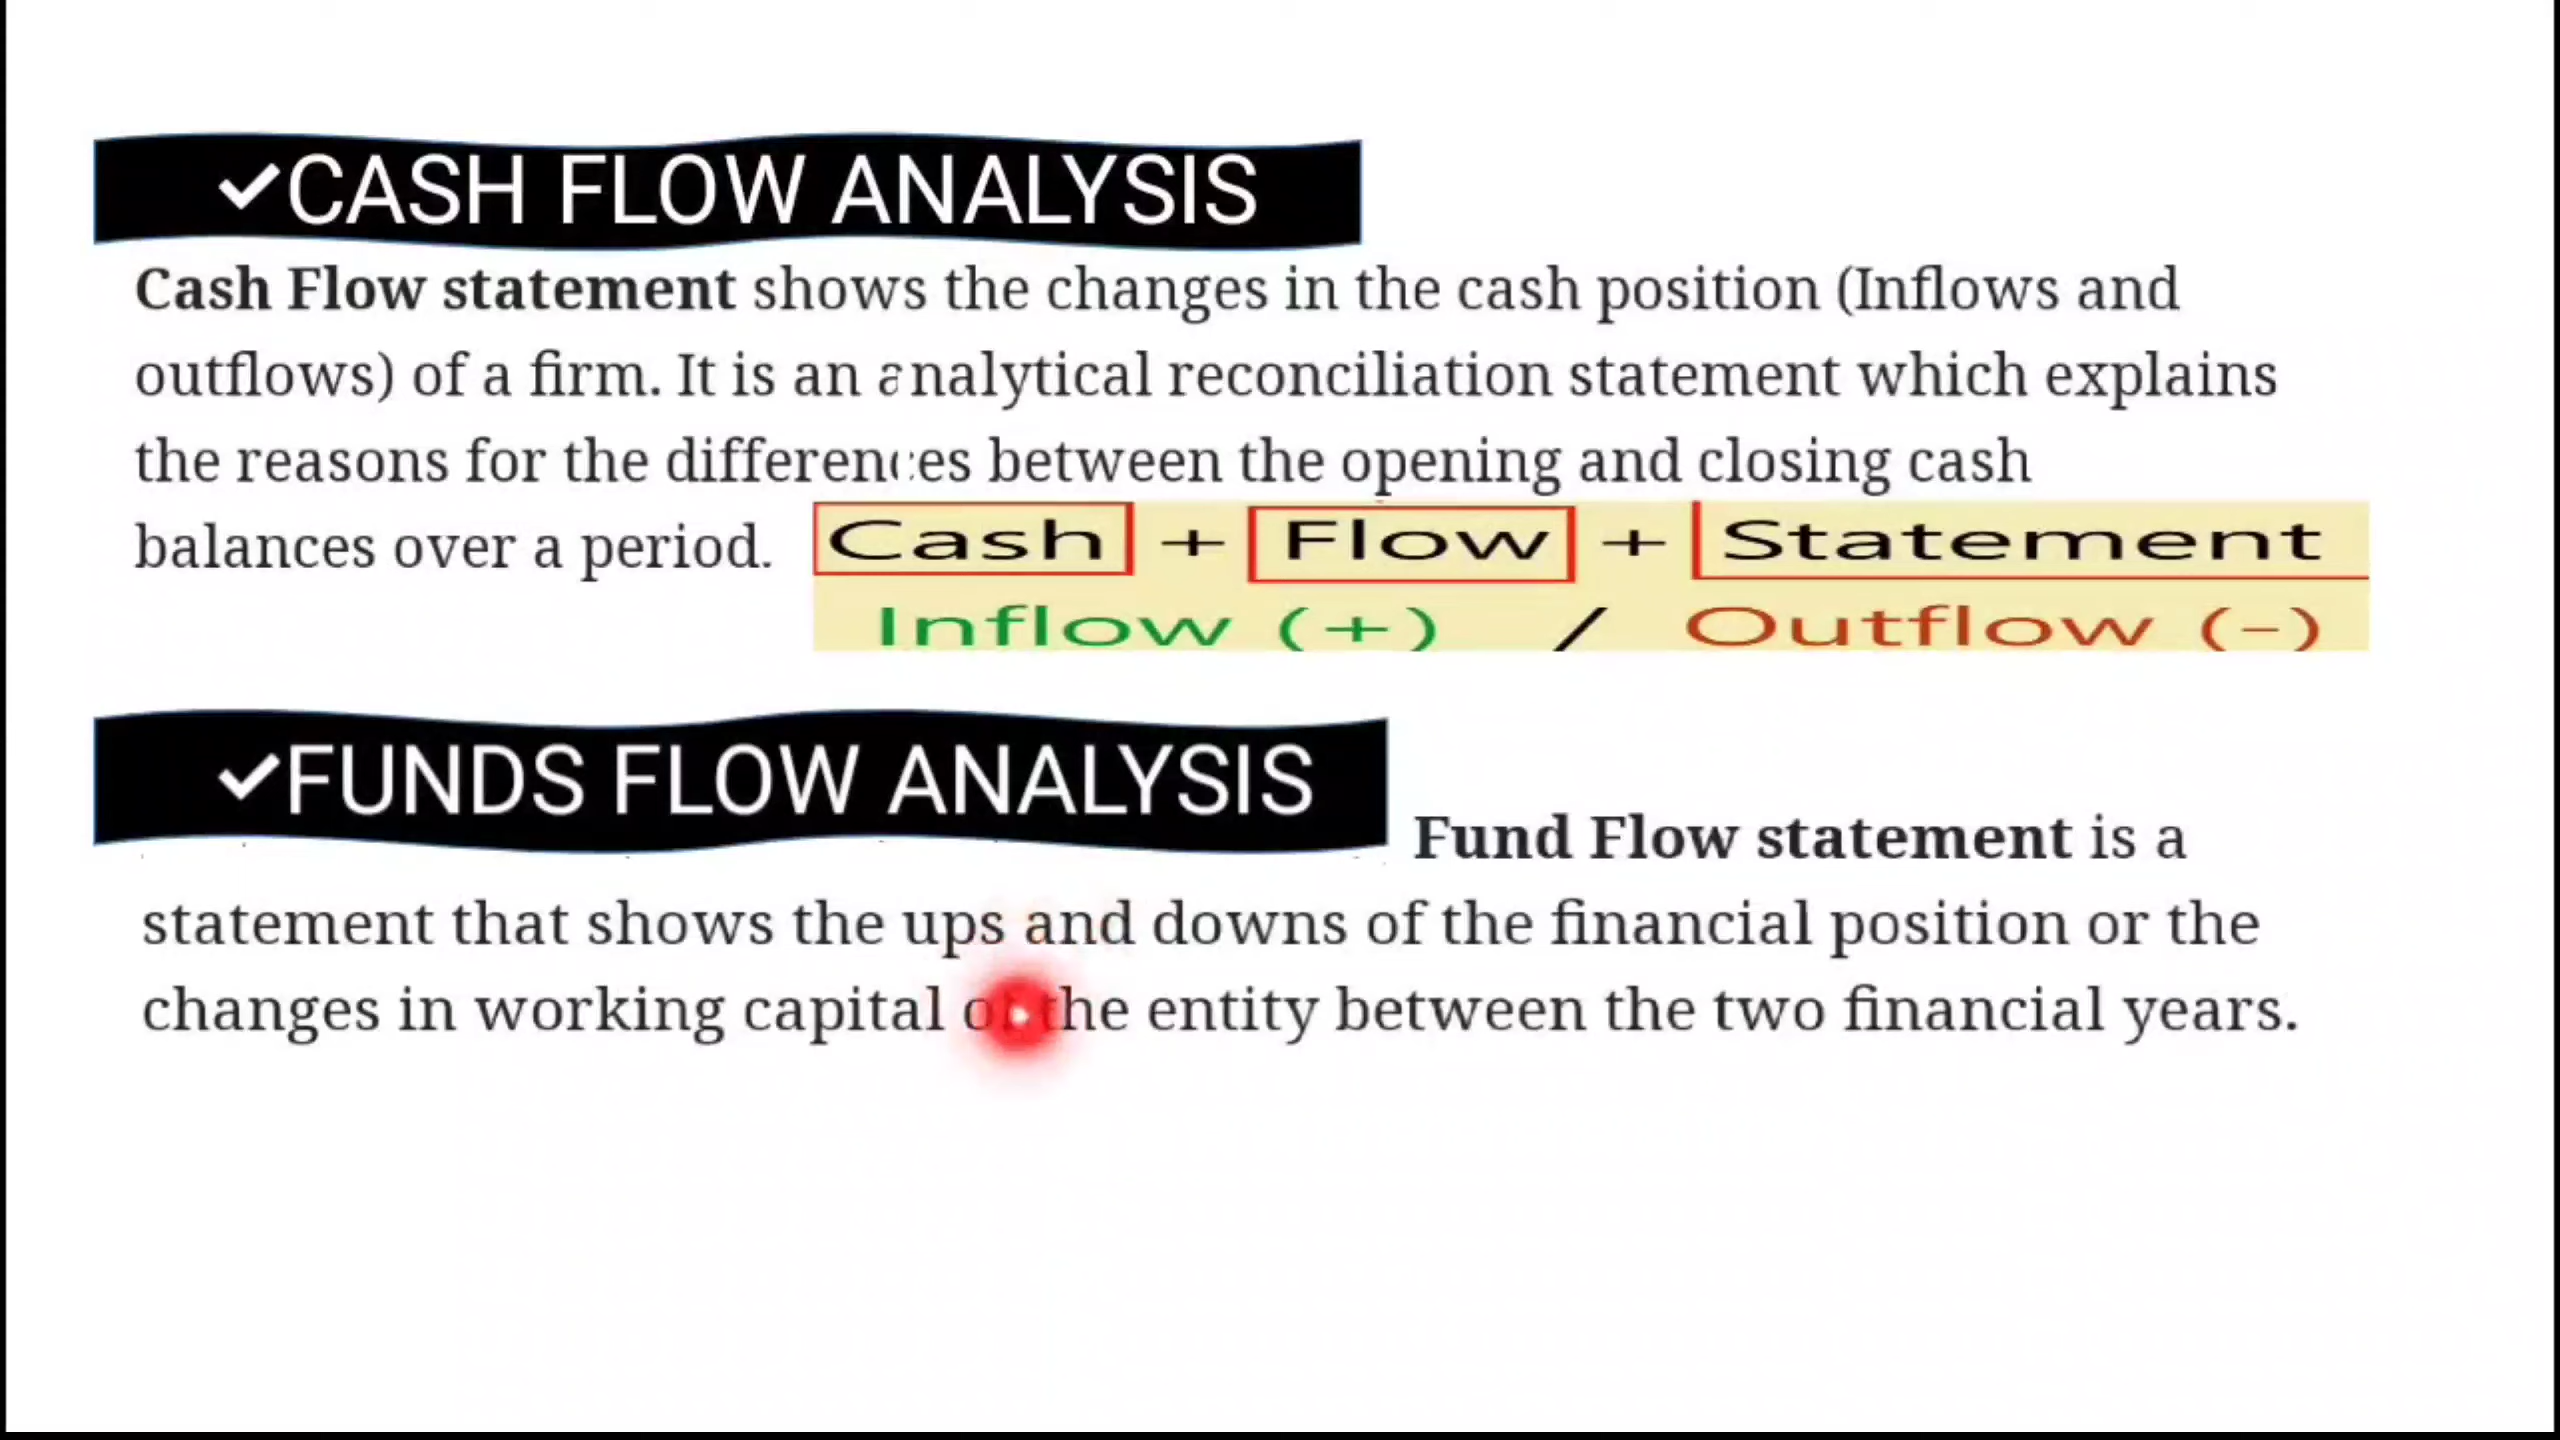 ✓CASH FLOW ANALYSIS
Cash Flow statement shows the changes in the cash position (Inflows and
outflows) of a firm. It is an analytical reconciliation statement which explains
the reasons for the differences between the opening and closing cash
balances over a period.
Cash + Flow + Statement
Inflow (+) / Outflow (-)
✓FUNDS FLOW ANALYSIS
Fund Flow statement is a
statement that shows the ups and downs of the financial position or the
changes in working capital of the entity between the two financial years.